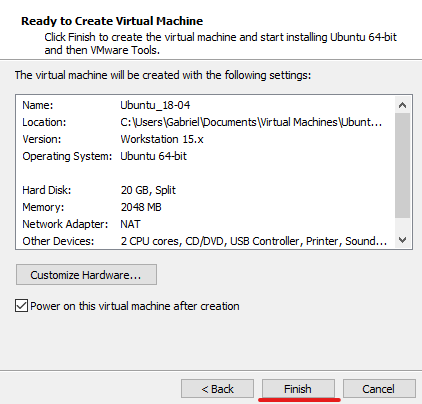 Ready to Create Virtual Machine
Click Finish to create the virtual machine and start installing Ubuntu 64-bit
and then VMware Tools.
The virtual machine will be created with the following settings:
Name: Ubuntu_18-04
Location: C:\Users\Gabriel\Documents\Virtual Machines\Ubunt...
Version: Workstation 15.x
Operating System: Ubuntu 64-bit
Hard Disk: 20 GB, Split
Memory: 2048 MB
Network Adapter: NAT
Other Devices: 2 CPU cores, CD/DVD, USB Controller, Printer, Sound...
Customize Hardware...
Power on this virtual machine after creation
< Back Finish Cancel